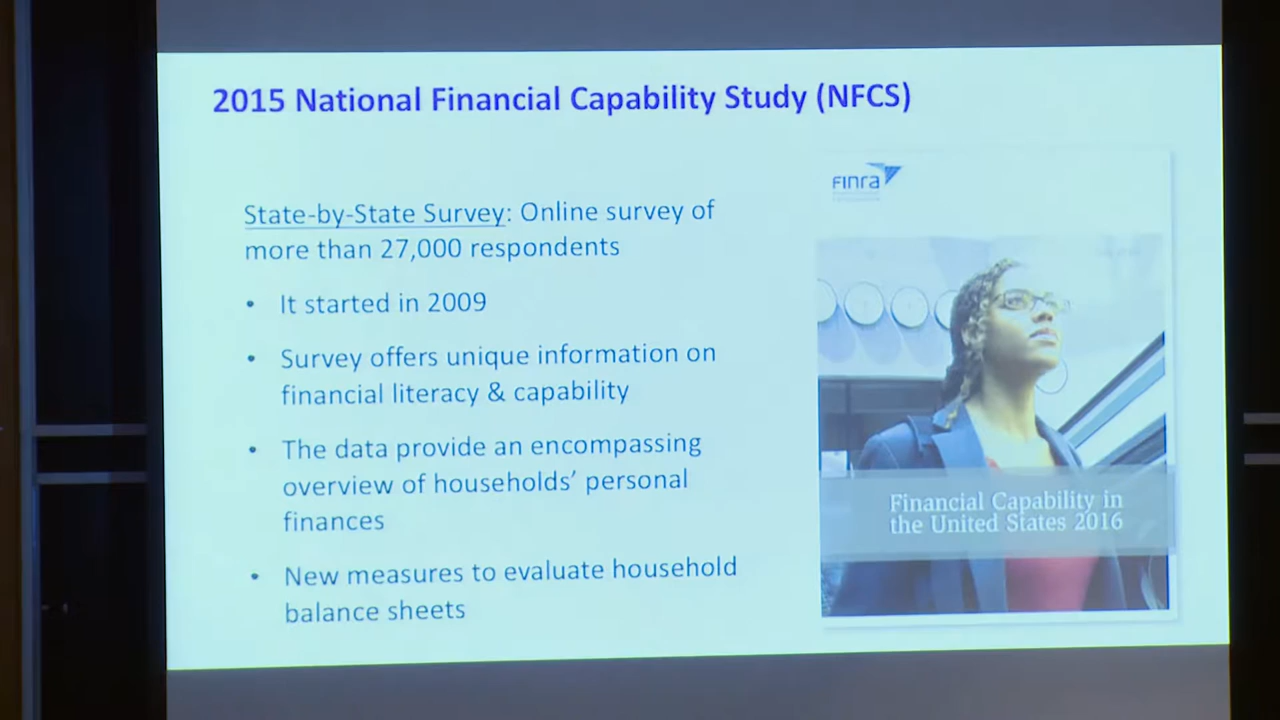 2015 National Financial Capability Study (NFCS)
State-by-State Survey: Online survey of
more than 27,000 respondents
• It started in 2009
• Survey offers unique information on
financial literacy & capability
• The data provide an encompassing
overview of households’ personal
finances
• New measures to evaluate household
balance sheets
FINRA
Financial Capability in
the United States 2016